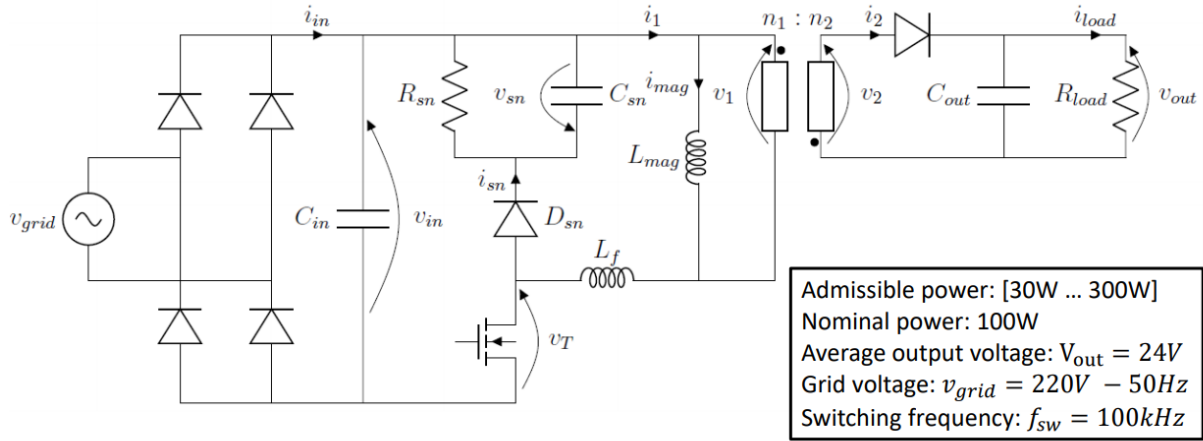 i_in
i_1
n_1 : n_2
i_2
i_load
R_sn
v_sn
C_sn
i_mag
v_1
v_2
C_out
R_load
v_out
L_mag
i_sn
v_grid
C_in
v_in
D_sn
L_f
v_T
Admissible power: [30W ... 300W]
Nominal power: 100W
Average output voltage: V_out = 24V
Grid voltage: v_grid = 220V − 50Hz
Switching frequency: f_sw = 100kHz